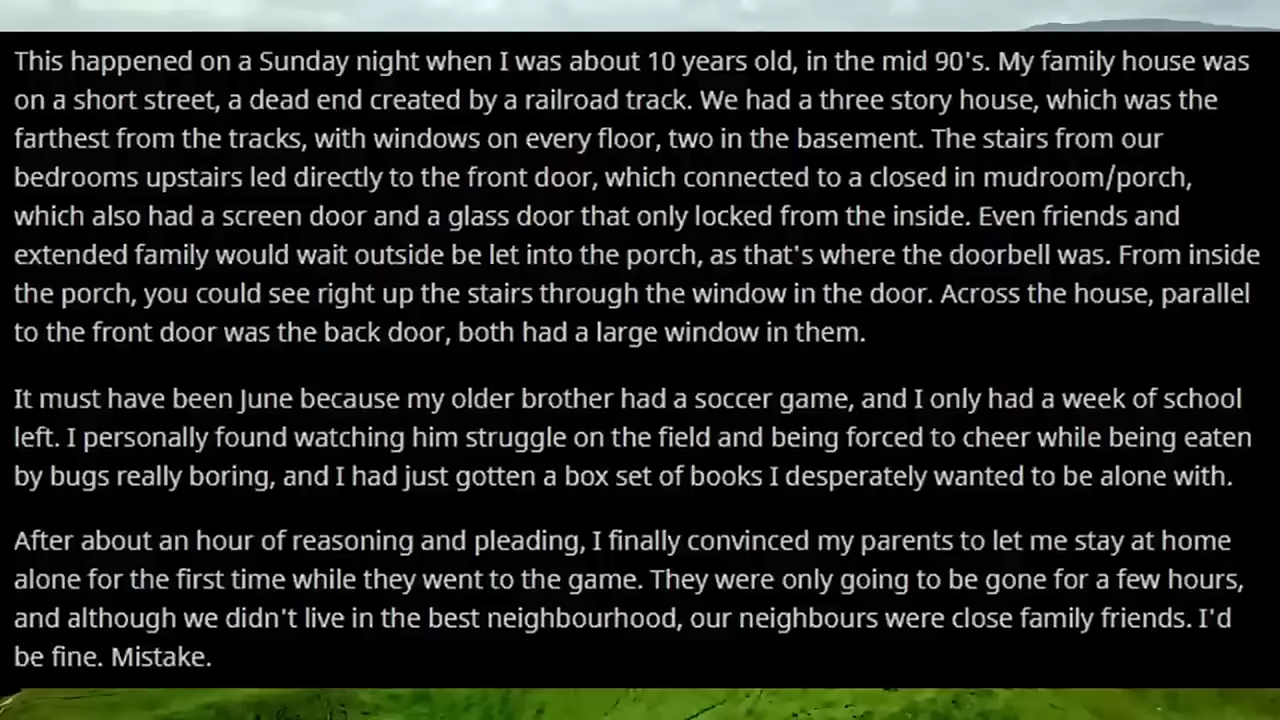 This happened on a Sunday night when I was about 10 years old, in the mid 90's. My family house was
on a short street, a dead end created by a railroad track. We had a three story house, which was the
farthest from the tracks, with windows on every floor, two in the basement. The stairs from our
bedrooms upstairs led directly to the front door, which connected to a closed in mudroom/porch,
which also had a screen door and a glass door that only locked from the inside. Even friends and
extended family would wait outside be let into the porch, as that's where the doorbell was. From inside
the porch, you could see right up the stairs through the window in the door. Across the house, parallel
to the front door was the back door, both had a large window in them.
It must have been June because my older brother had a soccer game, and I only had a week of school
left. I personally found watching him struggle on the field and being forced to cheer while being eaten
by bugs really boring, and I had just gotten a box set of books I desperately wanted to be alone with.
After about an hour of reasoning and pleading, I finally convinced my parents to let me stay at home
alone for the first time while they went to the game. They were only going to be gone for a few hours,
and although we didn't live in the best neighbourhood, our neighbours were close family friends. I'd
be fine. Mistake.